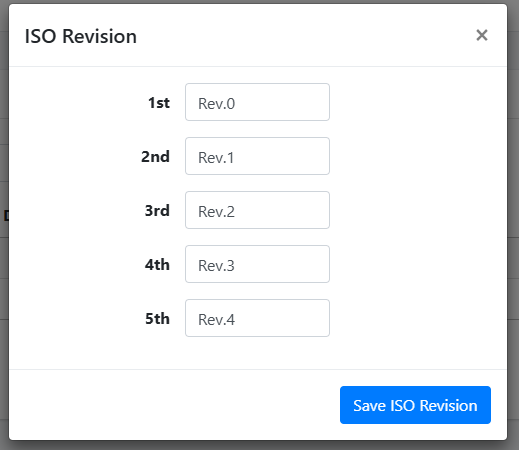 ISO Revision ×
1st Rev.0
2nd Rev.1
3rd Rev.2
4th Rev.3
5th Rev.4
Save ISO Revision